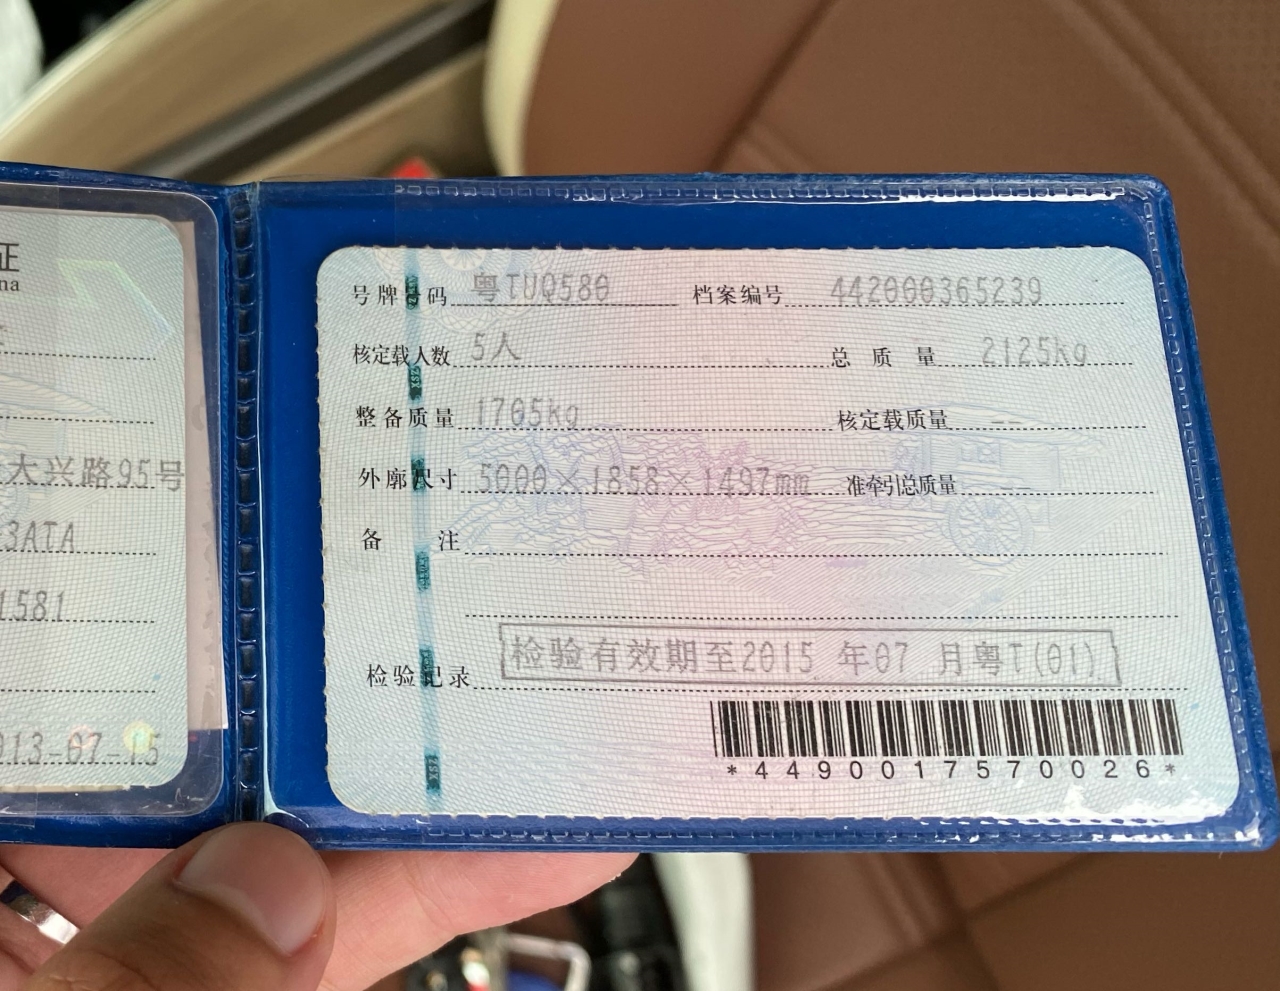 证
na
大兴路95号
3ATA
1581
013-07-15
号牌号码 粤TUQ580 档案编号 442000365239
核定载人数 5人 总质量 2125kg
整备质量 1705kg 核定载质量 --
外廓尺寸 5000×1858×1497mm 准牵引总质量 --
备注
检验记录 检验有效期至2015 年07 月粤T(01)
*4490017570026*